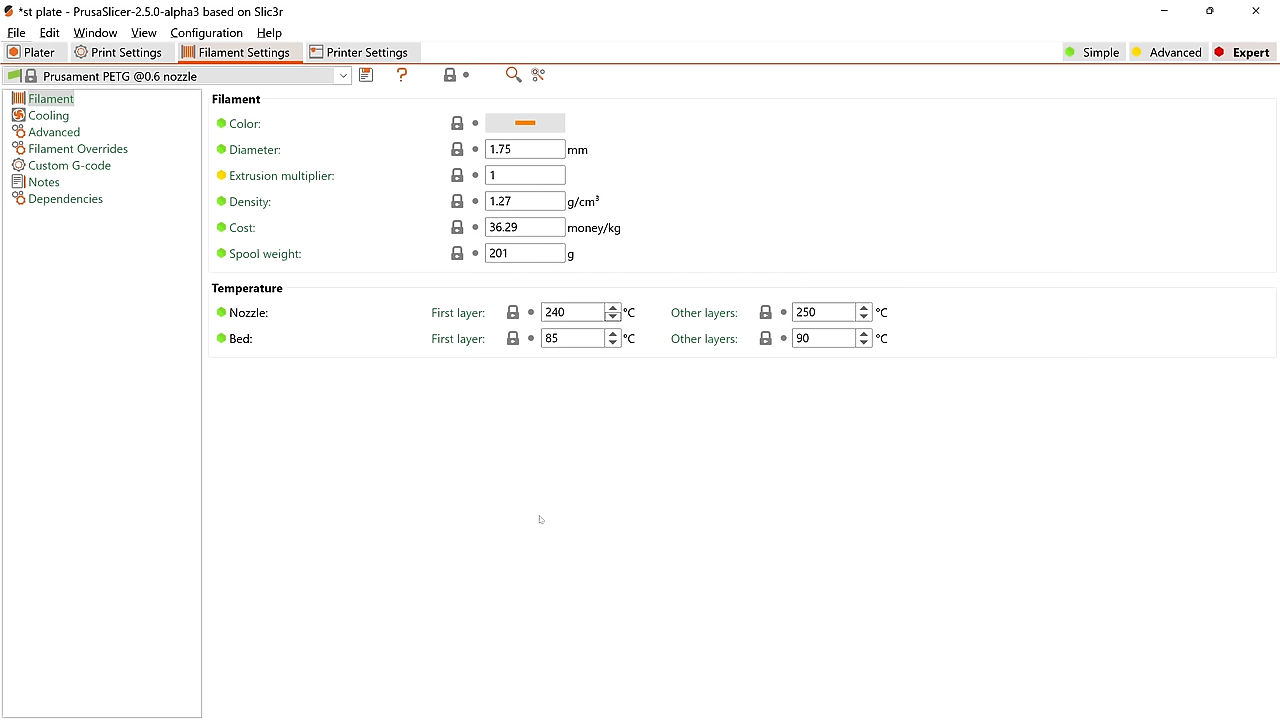 *st plate - PrusaSlicer-2.5.0-alpha3 based on Slic3r
File Edit Window View Configuration Help
Plater Print Settings Filament Settings Printer Settings Simple Advanced Expert
Prusament PETG @0.6 nozzle ?
Filament
Cooling
Advanced
Filament Overrides
Custom G-code
Notes
Dependencies
Filament
Color:
Diameter: 1.75 mm
Extrusion multiplier: 1
Density: 1.27 g/cm³
Cost: 36.29 money/kg
Spool weight: 201 g
Temperature
Nozzle: First layer: 240 °C Other layers: 250 °C
Bed: First layer: 85 °C Other layers: 90 °C